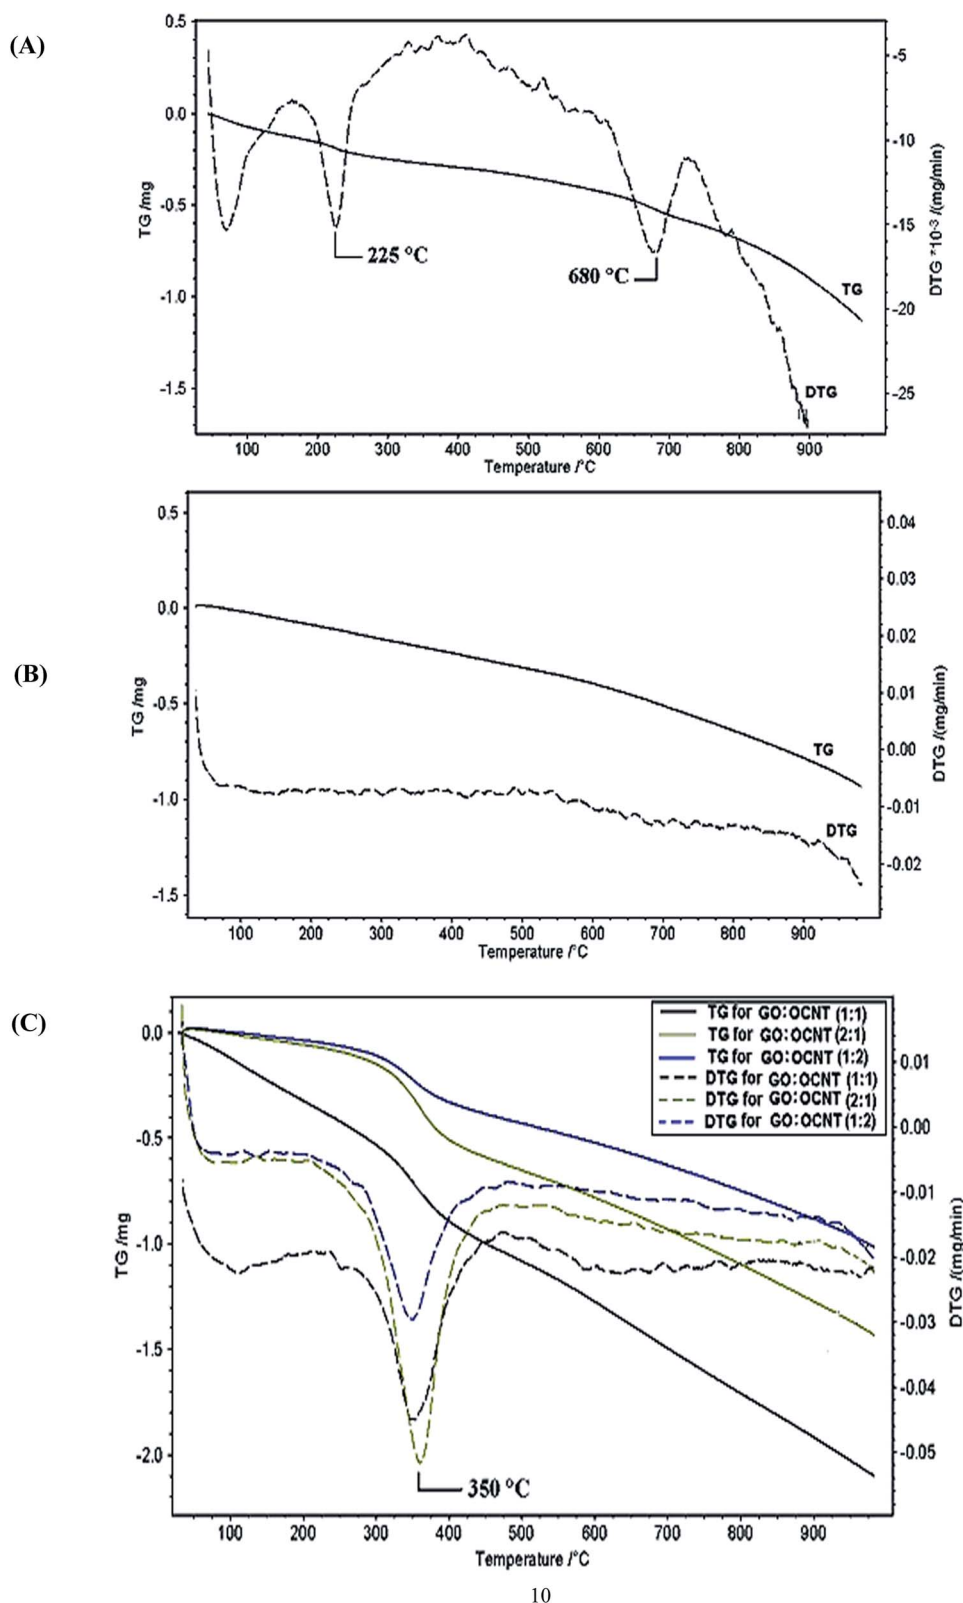 (A)
0.5
0.0
-0.5
-1.0
-1.5
TG /mg
-5
-10
-15
-20
-25
DTG *10⁻³ /(mg/min)
225 °C
680 °C
TG
DTG
100 200 300 400 500 600 700 800 900
Temperature /°C
(B)
0.5
0.0
-0.5
-1.0
-1.5
TG /mg
0.04
0.03
0.02
0.01
0.00
-0.01
-0.02
DTG /(mg/min)
TG
DTG
100 200 300 400 500 600 700 800 900
Temperature /°C
(C)
0.0
-0.5
-1.0
-1.5
-2.0
TG /mg
TG for GO:OCNT (1:1)
TG for GO:OCNT (2:1)
TG for GO:OCNT (1:2)
DTG for GO:OCNT (1:1)
DTG for GO:OCNT (2:1)
DTG for GO:OCNT (1:2)
0.01
0.00
-0.01
-0.02
-0.03
-0.04
-0.05
DTG /(mg/min)
350 °C
100 200 300 400 500 600 700 800 900
Temperature /°C
10